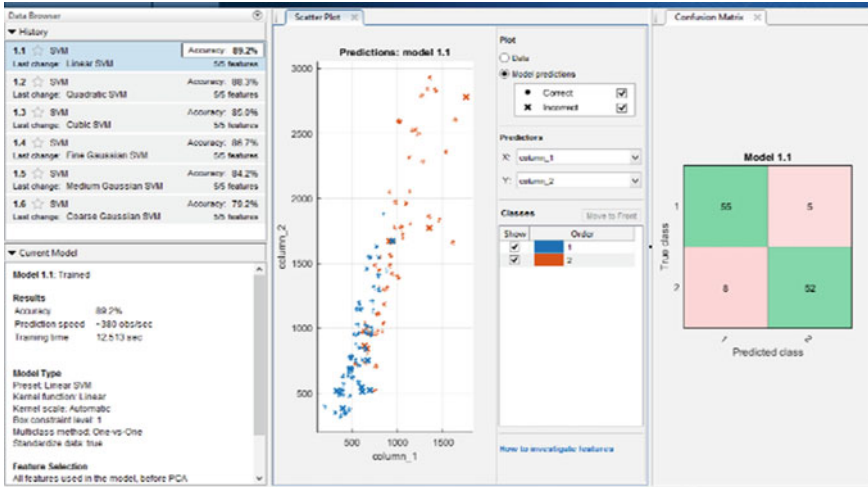 Data Browser
History
1.1 SVM Accuracy: 89.2%
Last change: Linear SVM 5/5 features
1.2 SVM Accuracy: 88.3%
Last change: Quadratic SVM 5/5 features
1.3 SVM Accuracy: 85.0%
Last change: Cubic SVM 5/5 features
1.4 SVM Accuracy: 86.7%
Last change: Fine Gaussian SVM 5/5 features
1.5 SVM Accuracy: 84.2%
Last change: Medium Gaussian SVM 5/5 features
1.6 SVM Accuracy: 79.2%
Last change: Coarse Gaussian SVM 5/5 features
Current Model
Model 1.1: Trained
Results
Accuracy 89.2%
Prediction speed ~380 obs/sec
Training time 12.513 sec
Model Type
Preset: Linear SVM
Kernel function: Linear
Kernel scale: Automatic
Box constraint level: 1
Multiclass method: One-vs-One
Standardize data: true
Feature Selection
All features used in the model, before PCA
Scatter Plot
Predictions: model 1.1
3000
2500
2000
1500
1000
500
column_2
500 1000 1500
column_1
Plot
Data
Model predictions
Correct
Incorrect
Predictors
X: column_1
Y: column_2
Classes
Move to Front
Show Order
1
2
How to investigate features
Confusion Matrix
Model 1.1
1 55 5
2 8 52
True class
1 2
Predicted class